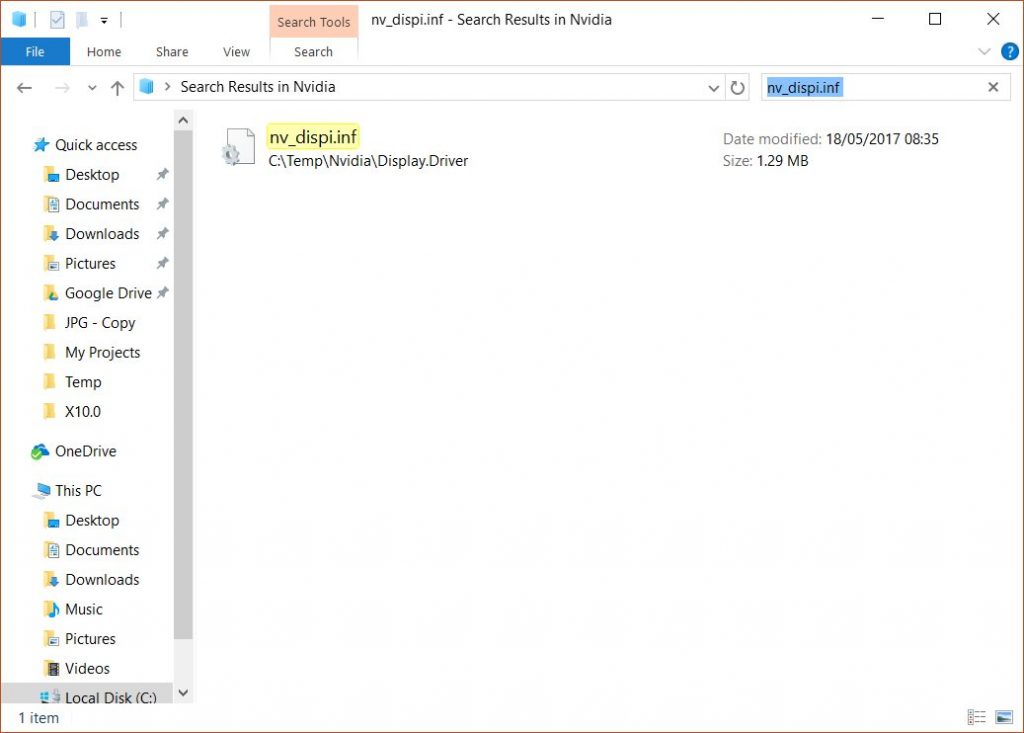 Search Tools
nv_dispi.inf - Search Results in Nvidia
File Home Share View Search
?
Search Results in Nvidia
nv_dispi.inf
Quick access
Desktop
Documents
Downloads
Pictures
Google Drive
JPG - Copy
My Projects
Temp
X10.0
OneDrive
This PC
Desktop
Documents
Downloads
Music
Pictures
Videos
Local Disk (C:)
nv_dispi.inf
C:\Temp\Nvidia\Display.Driver
Date modified: 18/05/2017 08:35
Size: 1.29 MB
1 item